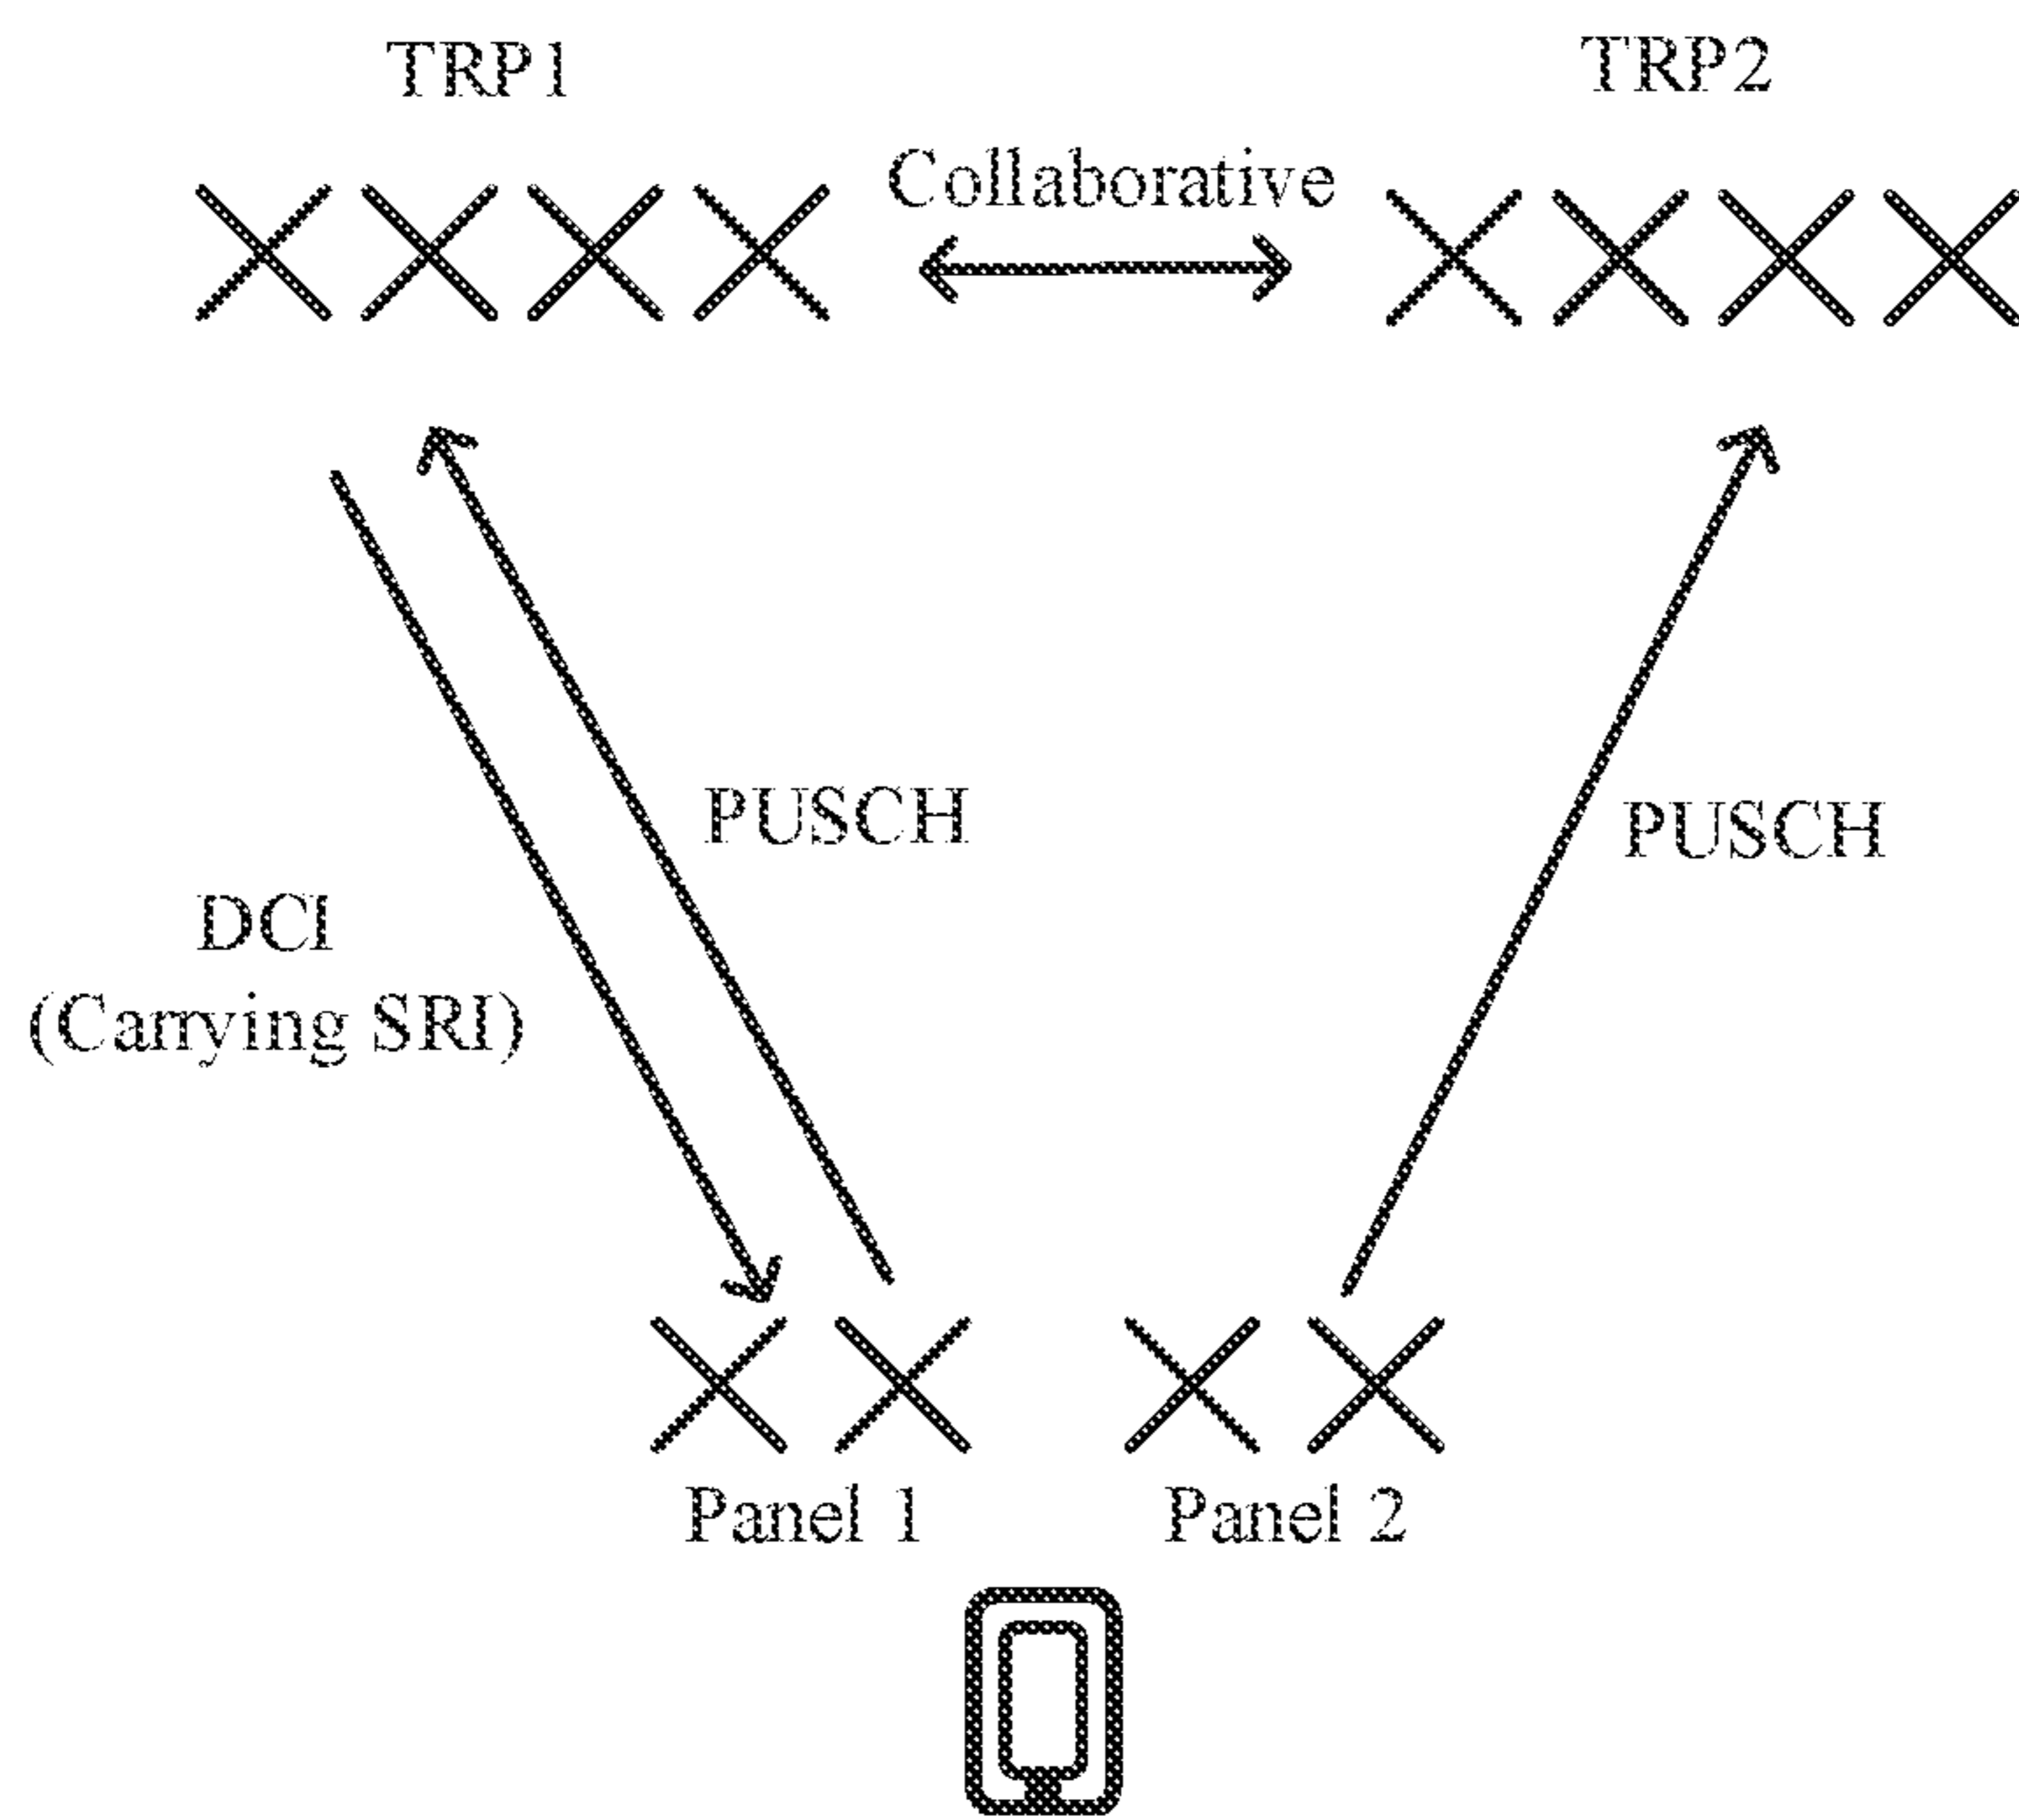 TRP1
TRP2
Collaborative
PUSCH
PUSCH
DCI
(Carrying SRI)
Panel 1
Panel 2